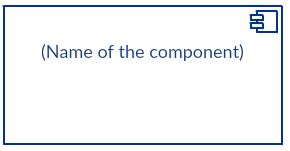 (Name of the component)